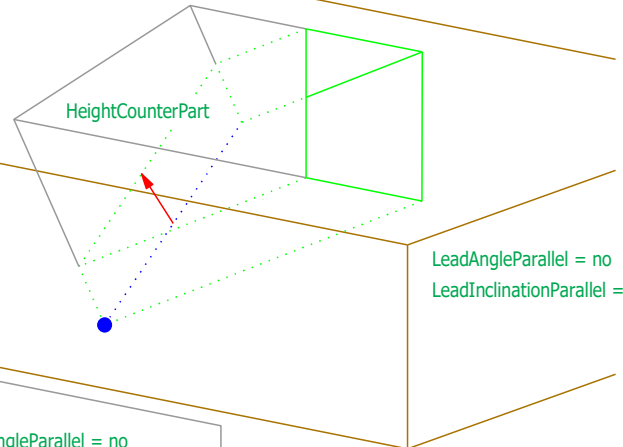 HeightCounterPart
LeadAngleParallel = no
LeadInclinationParallel =
ngleParallel = no